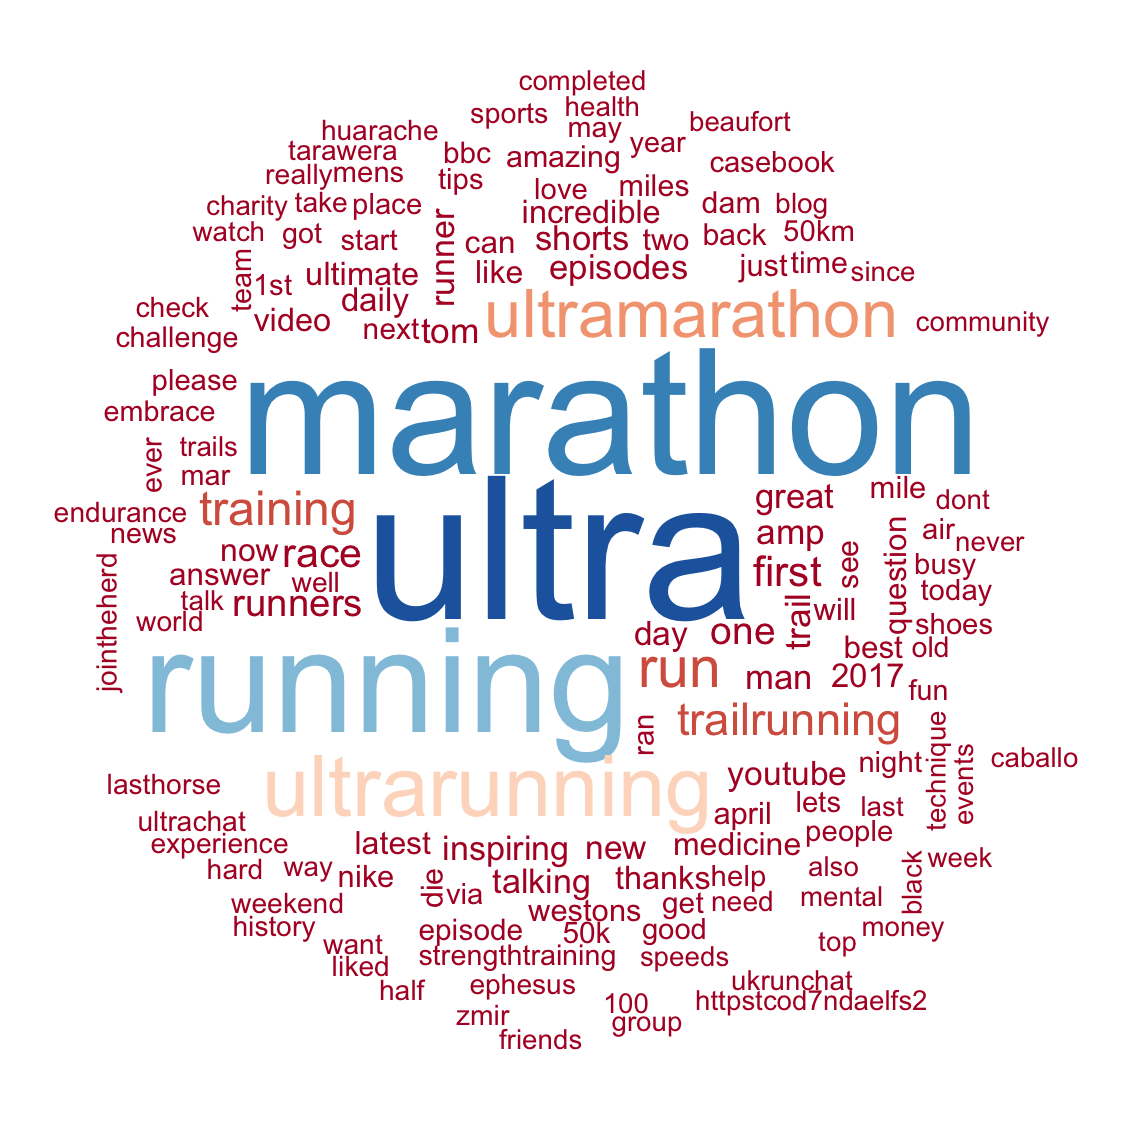 completed
sports health
huarache may beaufort
tarawera bbc amazing year
reallymens tips casebook
love miles
charity take place incredible dam blog
watch got start runner can shorts two back 50km
team 1st ultimate like episodes just time since
check daily
challenge video next tom ultramarathon community
please marathon
embrace
ever trails
mar
endurance training ultra great mile dont
news now race amp air never
answer well first see question busy
jointheherd talk runners today
world trail will shoes
running day one best old
run man 2017 fun
ran trailrunning
lasthorse ultrarunning youtube night technique events caballo
ultrachat april lets last
experience latest inspiring new medicine people
hard way nike die via talking thanks help also black week
weekend westons get need mental
history episode 50k good money
want strengthtraining speeds top
liked
half ephesus ukrunchat
zmir 100 httpstcod7ndaelfs2
friends group